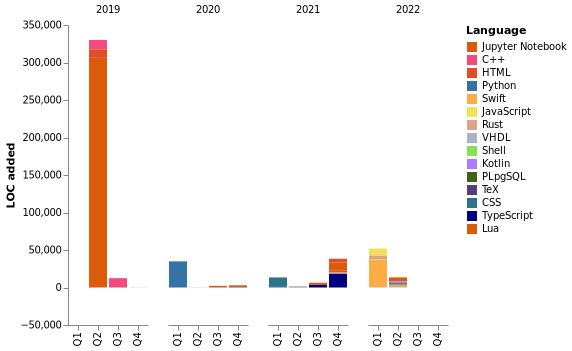 2019 2020 2021 2022
Language
350,000
300,000
250,000
200,000
150,000
100,000
50,000
0
−50,000
LOC added
Q1 Q2 Q3 Q4 Q1 Q2 Q3 Q4 Q1 Q2 Q3 Q4 Q1 Q2 Q3 Q4
Jupyter Notebook
C++
HTML
Python
Swift
JavaScript
Rust
VHDL
Shell
Kotlin
PLpgSQL
TeX
CSS
TypeScript
Lua